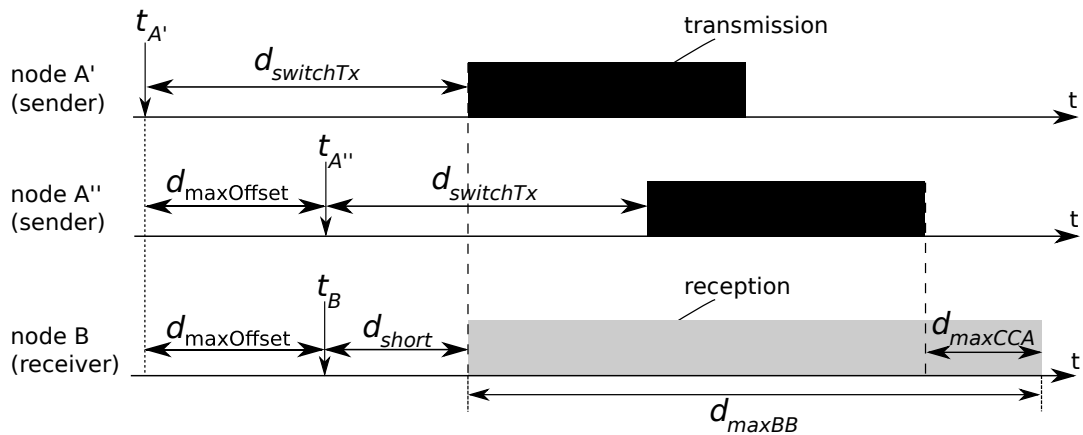 t_A'
transmission
node A'
(sender)
d_switchTx
t
t_A''
node A''
(sender)
d_maxOffset
d_switchTx
t
t_B
reception
node B
(receiver)
d_maxOffset
d_short
d_maxCCA
t
d_maxBB